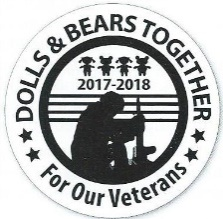 DOLLS & BEARS TOGETHER
2017-2018
For Our Veterans